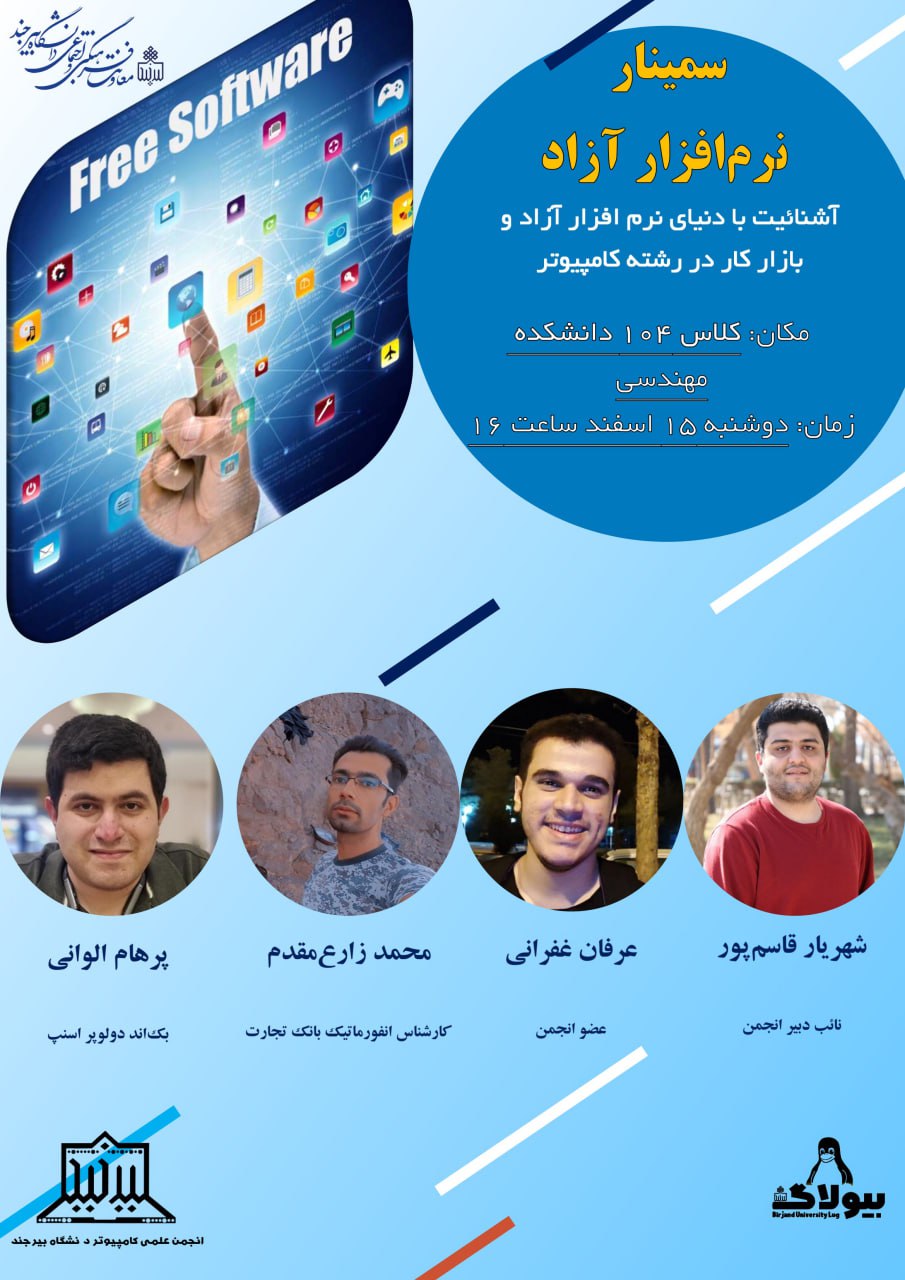 معاونت فرهنگی و اجتماعی دانشگاه بیرجند
Free Software
سمینار
نرم‌افزار آزاد
آشنائیت با دنیای نرم افزار آزاد و
بازار کار در رشته کامپیوتر
مکان: کلاس ۱۰۴ دانشکده
مهندسی
زمان: دوشنبه ۱۵ اسفند ساعت ۱۶
شهریار قاسم‌پور
نائب دبیر انجمن
عرفان غفرانی
عضو انجمن
محمد زارع‌مقدم
کارشناس انفورماتیک بانک تجارت
پرهام الوانی
بک‌اند دولوپر اسنپ
بیولاگ
Birjand University Lug
انجمن علمی کامپیوتر د نشگاه بیرجند